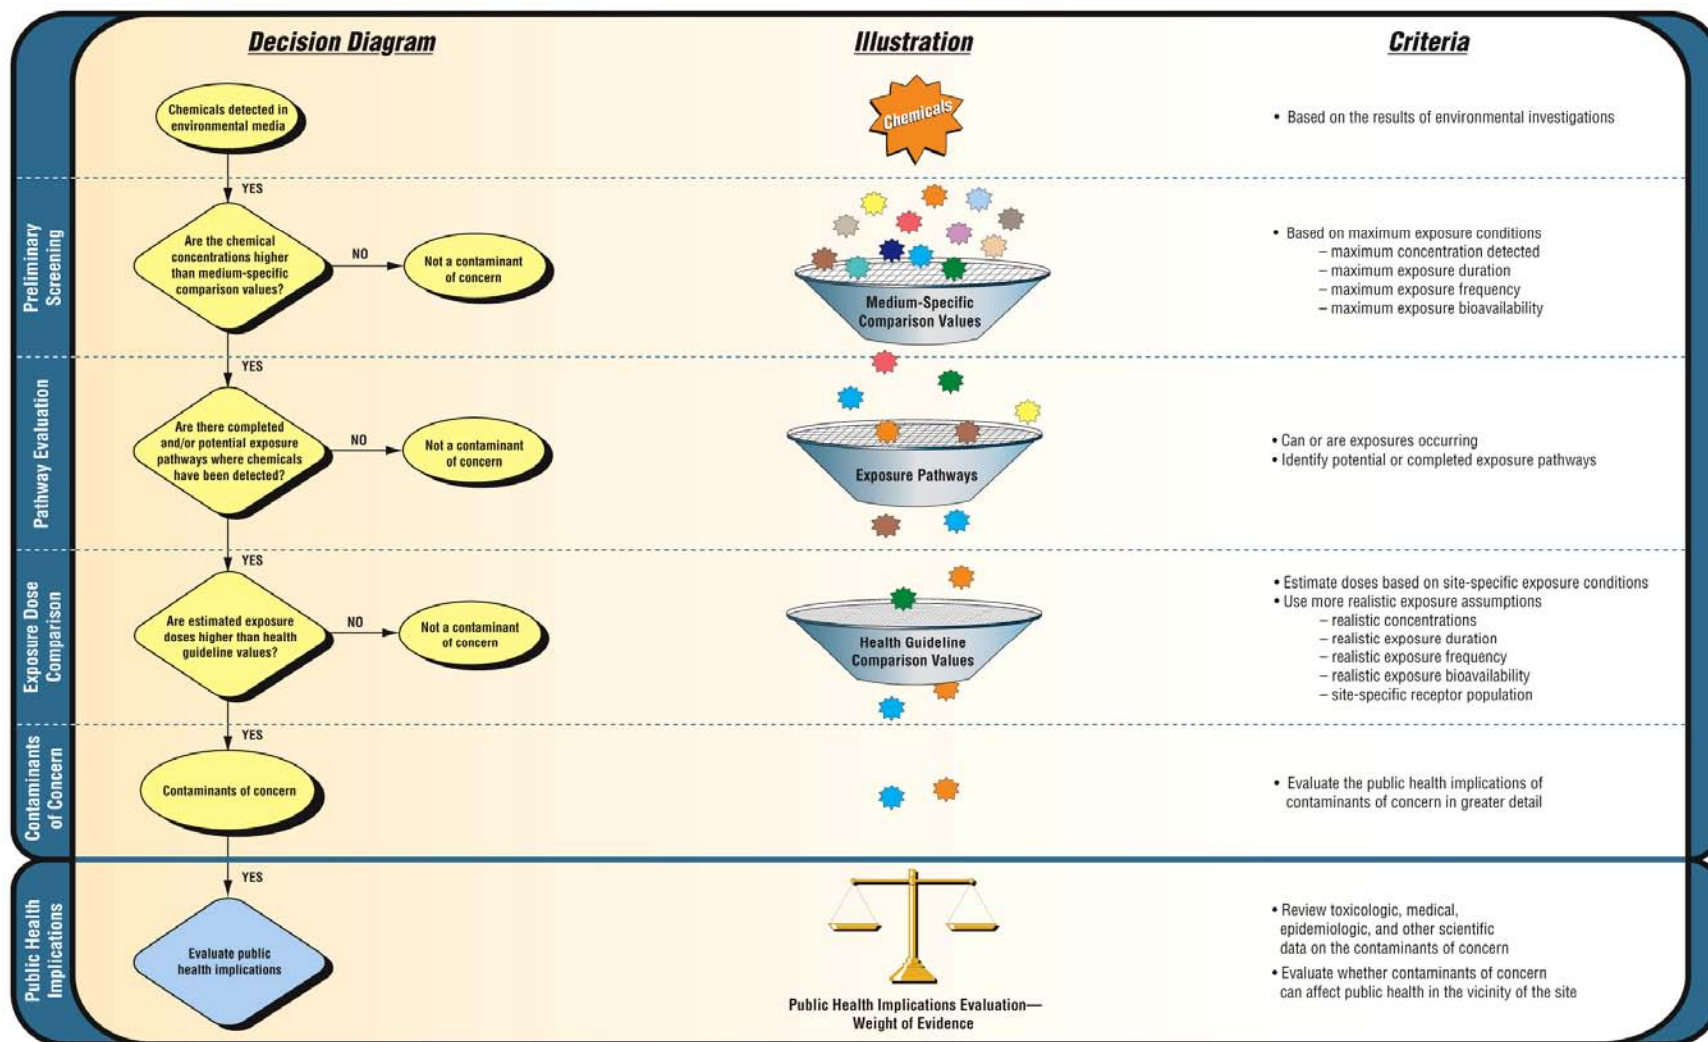 Decision Diagram
Illustration
Criteria
Chemicals detected in
environmental media
Chemicals
• Based on the results of environmental investigations
YES
Preliminary
Screening
Are the chemical
concentrations higher
than medium-specific
comparison values?
NO
Not a contaminant
of concern
Medium-Specific
Comparison Values
• Based on maximum exposure conditions
– maximum concentration detected
– maximum exposure duration
– maximum exposure frequency
– maximum exposure bioavailability
YES
Pathway Evaluation
Are there completed
and/or potential exposure
pathways where chemicals
have been detected?
NO
Not a contaminant
of concern
Exposure Pathways
• Can or are exposures occurring
• Identify potential or completed exposure pathways
YES
Exposure Dose
Comparison
Are estimated exposure
doses higher than health
guideline values?
NO
Not a contaminant
of concern
Health Guideline
Comparison Values
• Estimate doses based on site-specific exposure conditions
• Use more realistic exposure assumptions
– realistic concentrations
– realistic exposure duration
– realistic exposure frequency
– realistic exposure bioavailability
– site-specific receptor population
YES
Contaminants
of Concern
Contaminants of concern
• Evaluate the public health implications of
contaminants of concern in greater detail
YES
Public Health
Implications
Evaluate public
health implications
Public Health Implications Evaluation—
Weight of Evidence
• Review toxicologic, medical,
epidemiologic, and other scientific
data on the contaminants of concern
• Evaluate whether contaminants of concern
can affect public health in the vicinity of the site